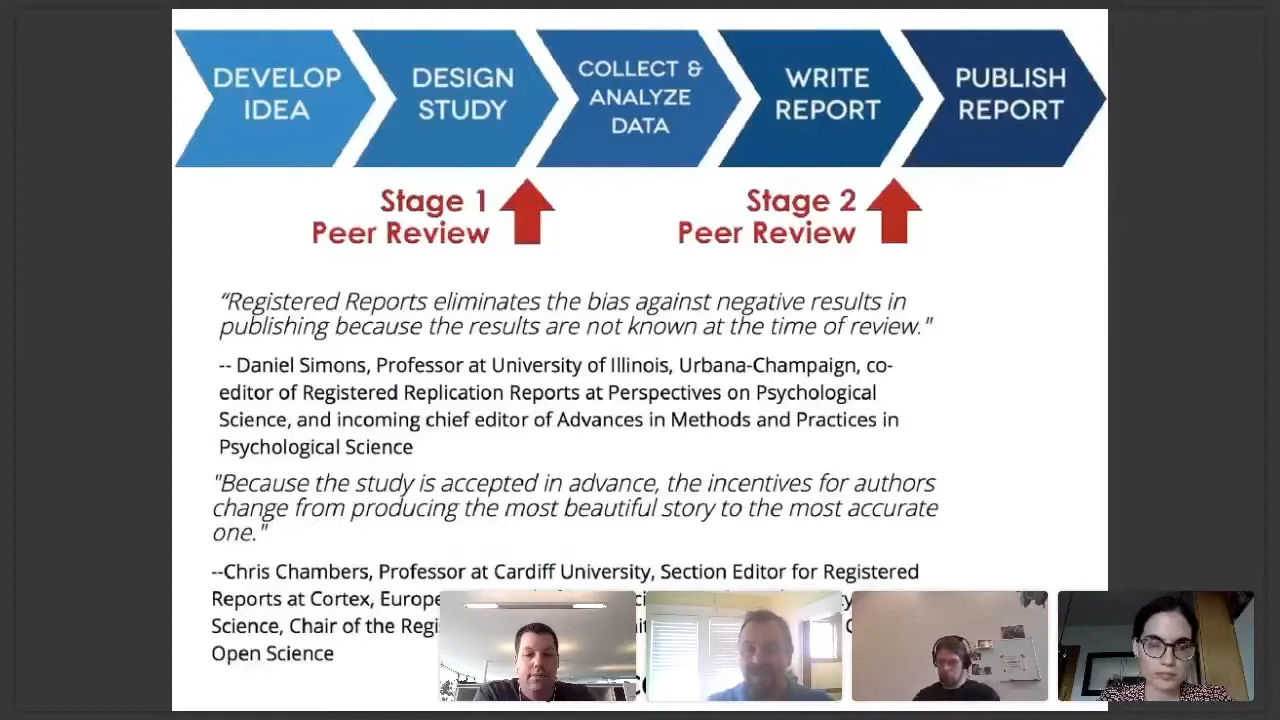 DEVELOP
IDEA
DESIGN
STUDY
COLLECT &
ANALYZE
DATA
WRITE
REPORT
PUBLISH
REPORT
Stage 1
Peer Review
Stage 2
Peer Review
“Registered Reports eliminates the bias against negative results in
publishing because the results are not known at the time of review."
-- Daniel Simons, Professor at University of Illinois, Urbana-Champaign, co-
editor of Registered Replication Reports at Perspectives on Psychological
Science, and incoming chief editor of Advances in Methods and Practices in
Psychological Science
"Because the study is accepted in advance, the incentives for authors
change from producing the most beautiful story to the most accurate
one."
--Chris Chambers, Professor at Cardiff University, Section Editor for Registered
Reports at Cortex,
Science, Chair of the
Open Science